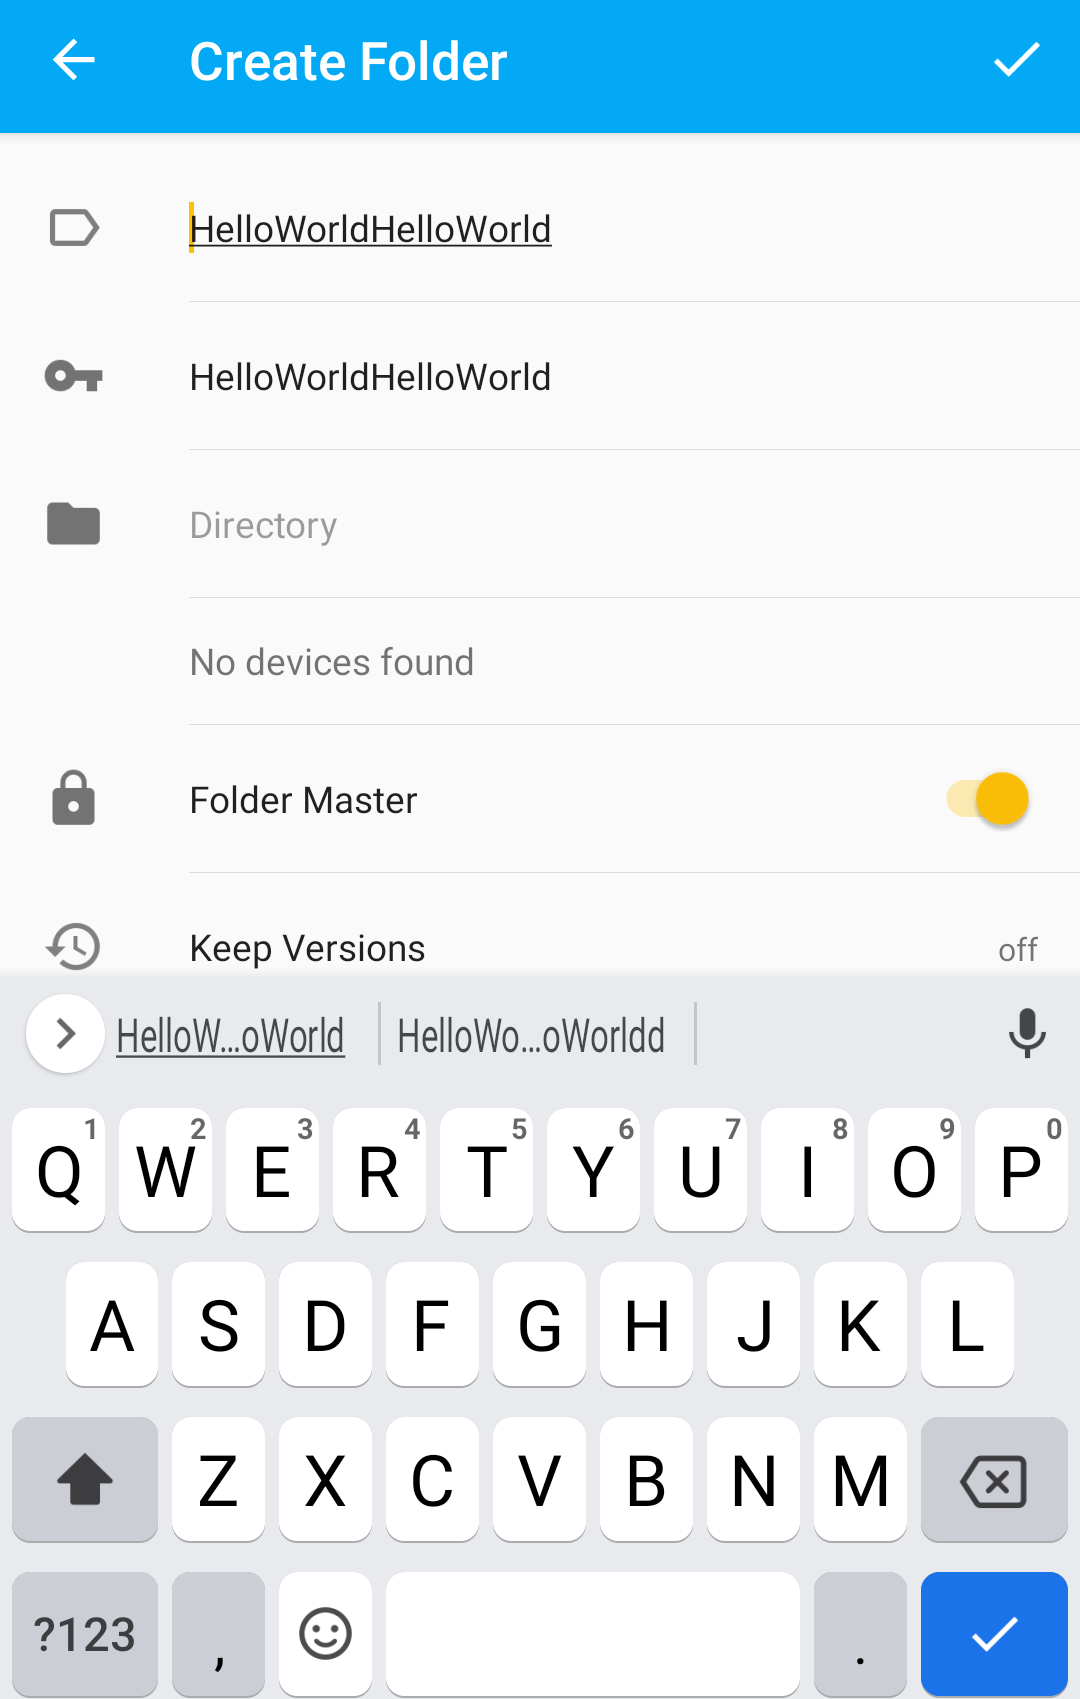 Create Folder
HelloWorldHelloWorld
HelloWorldHelloWorld
Directory
No devices found
Folder Master
Keep Versions off
HelloW...oWorld HelloWo...oWorldd
1 2 3 4 5 6 7 8 9 0
Q W E R T Y U I O P
A S D F G H J K L
Z X C V B N M
?123 , .